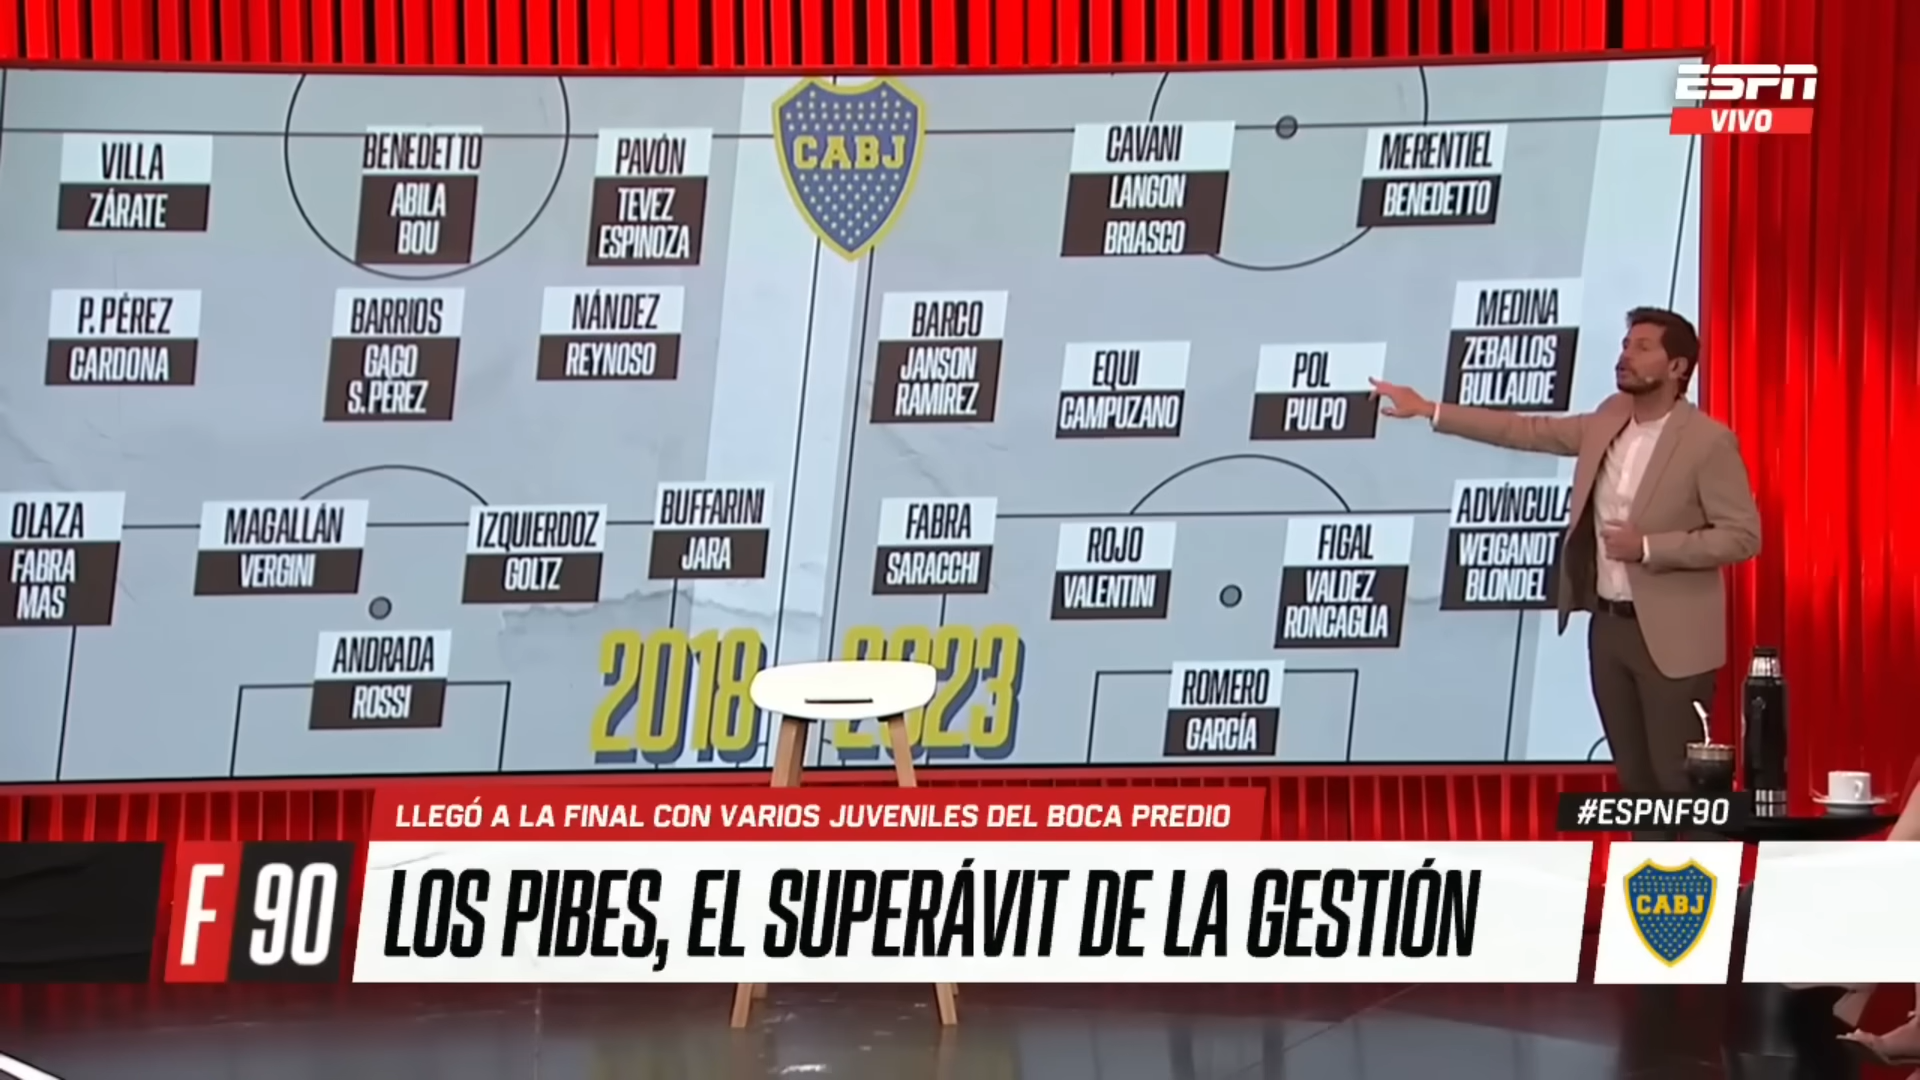 ESPN
VIVO
VILLA
ZÁRATE
BENEDETTO
ABILA
BOU
PAVÓN
TEVEZ
ESPINOZA
CABJ
CAVANI
LANGON
BRIASCO
MERENTIEL
BENEDETTO
P. PÉREZ
CARDONA
BARRIOS
GAGO
S. PÉREZ
NÁNDEZ
REYNOSO
BARCO
JANSON
RAMÍREZ
EQUI
CAMPUZANO
POL
PULPO
MEDINA
ZEBALLOS
BULLAUDE
OLAZA
FABRA
MAS
MAGALLÁN
VERGINI
IZQUIERDOZ
GOLTZ
BUFFARINI
JARA
FABRA
SARACCHI
ROJO
VALENTINI
FIGAL
VALDEZ
RONCAGLIA
ADVÍNCULA
WEIGANDT
BLONDEL
ANDRADA
ROSSI
2018
2023
ROMERO
GARCÍA
LLEGÓ A LA FINAL CON VARIOS JUVENILES DEL BOCA PREDIO
#ESPNF90
F 90
LOS PIBES, EL SUPERÁVIT DE LA GESTIÓN
CABJ